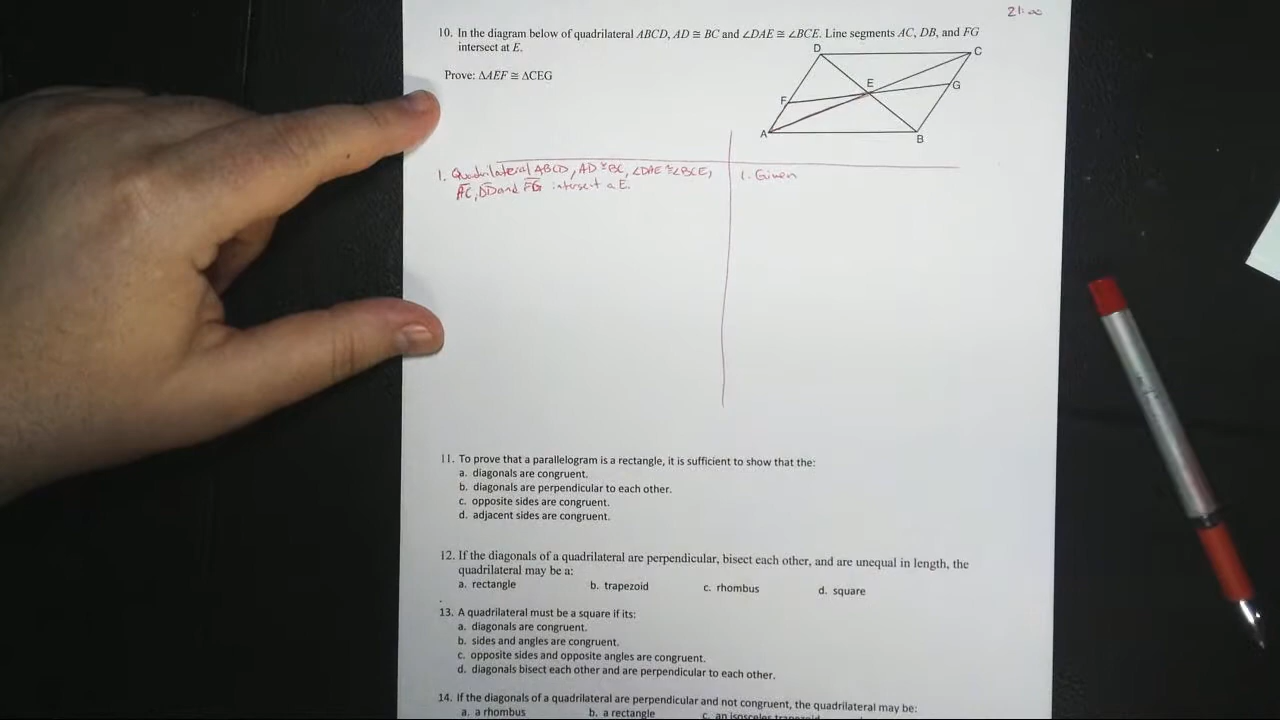 21:00
10. In the diagram below of quadrilateral ABCD, AD ≅ BC and ∠DAE ≅ ∠BCE. Line segments AC, DB, and FG
intersect at E.
Prove: ΔAEF ≅ ΔCEG
D
C
E
G
F
A
B
1. Quadrilateral ABCD, AD ≅ BC, ∠DAE ≅ ∠BCE,
AC, and FG intersect a E.
1. Given
11. To prove that a parallelogram is a rectangle, it is sufficient to show that the:
a. diagonals are congruent.
b. diagonals are perpendicular to each other.
c. opposite sides are congruent.
d. adjacent sides are congruent.
12. If the diagonals of a quadrilateral are perpendicular, bisect each other, and are unequal in length, the
quadrilateral may be a:
a. rectangle b. trapezoid c. rhombus d. square
13. A quadrilateral must be a square if its:
a. diagonals are congruent.
b. sides and angles are congruent.
c. opposite sides and opposite angles are congruent.
d. diagonals bisect each other and are perpendicular to each other.
14. If the diagonals of a quadrilateral are perpendicular and not congruent, the quadrilateral may be:
a. a rhombus b. a rectangle c. an isosceles trapezoid